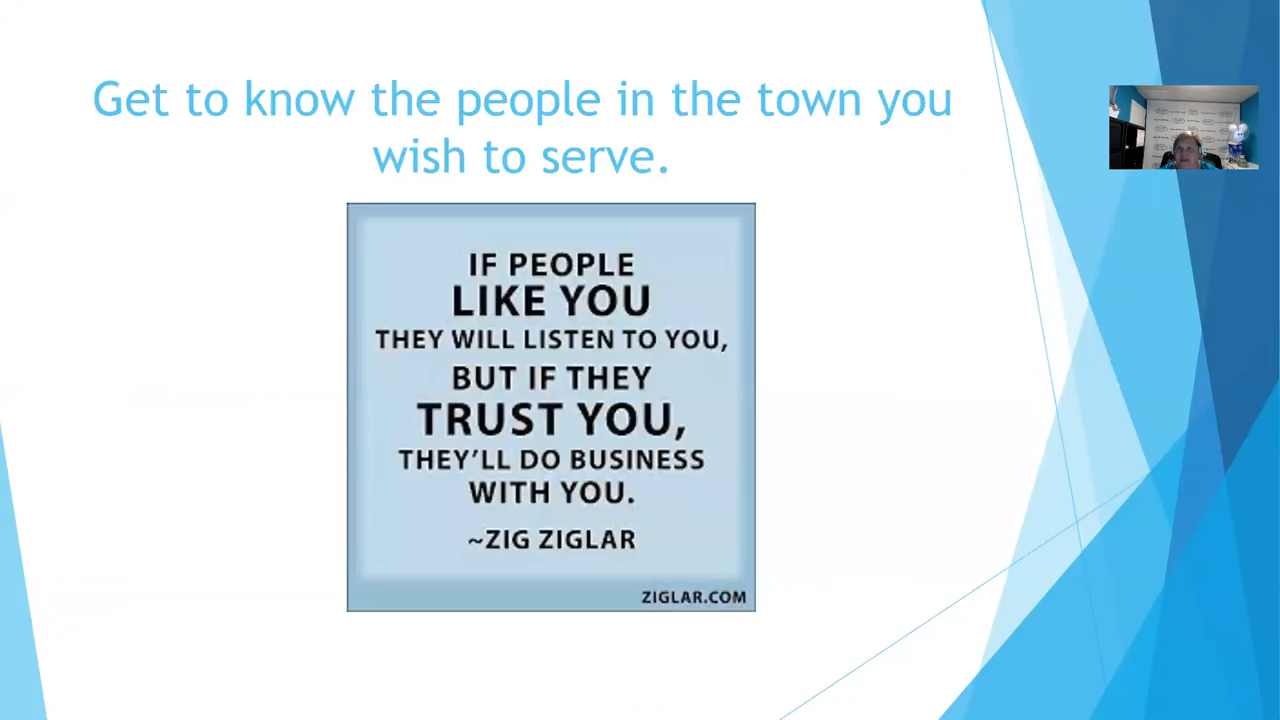 Get to know the people in the town you
wish to serve.
IF PEOPLE
LIKE YOU
THEY WILL LISTEN TO YOU,
BUT IF THEY
TRUST YOU,
THEY'LL DO BUSINESS
WITH YOU.
~ZIG ZIGLAR
ZIGLAR.COM